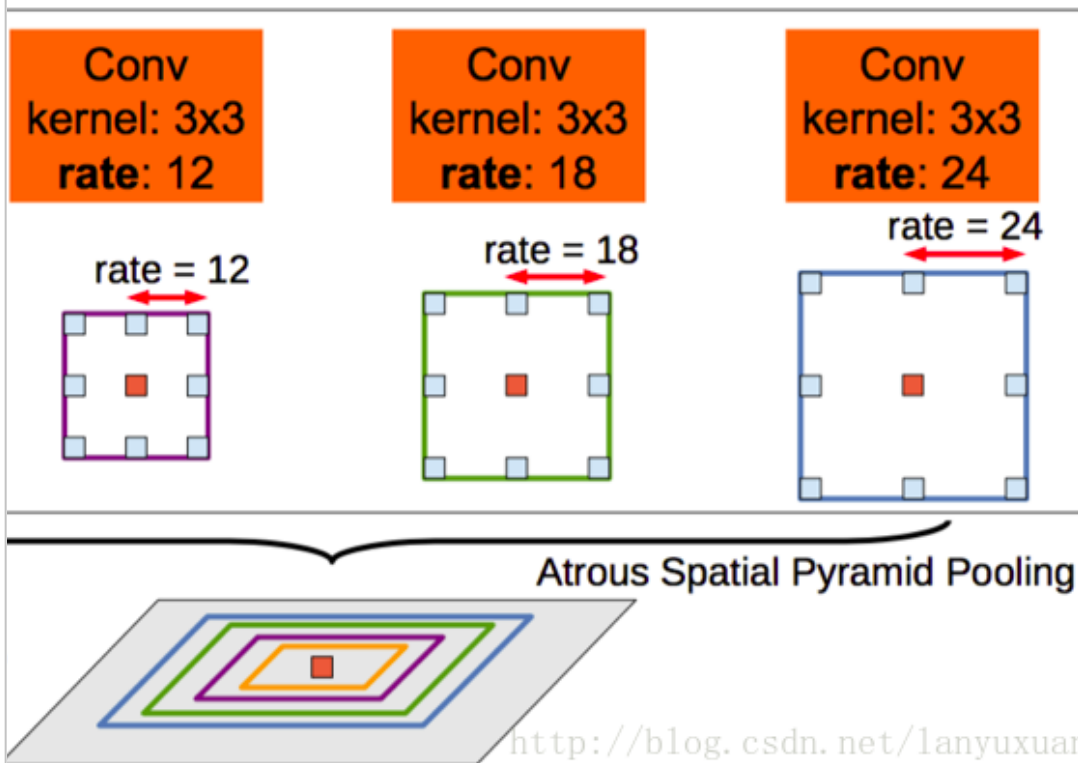 Conv
kernel: 3x3
rate: 12
Conv
kernel: 3x3
rate: 18
Conv
kernel: 3x3
rate: 24
rate = 12
rate = 18
rate = 24
Atrous Spatial Pyramid Pooling
http://blog.csdn.net/lanyuxuan